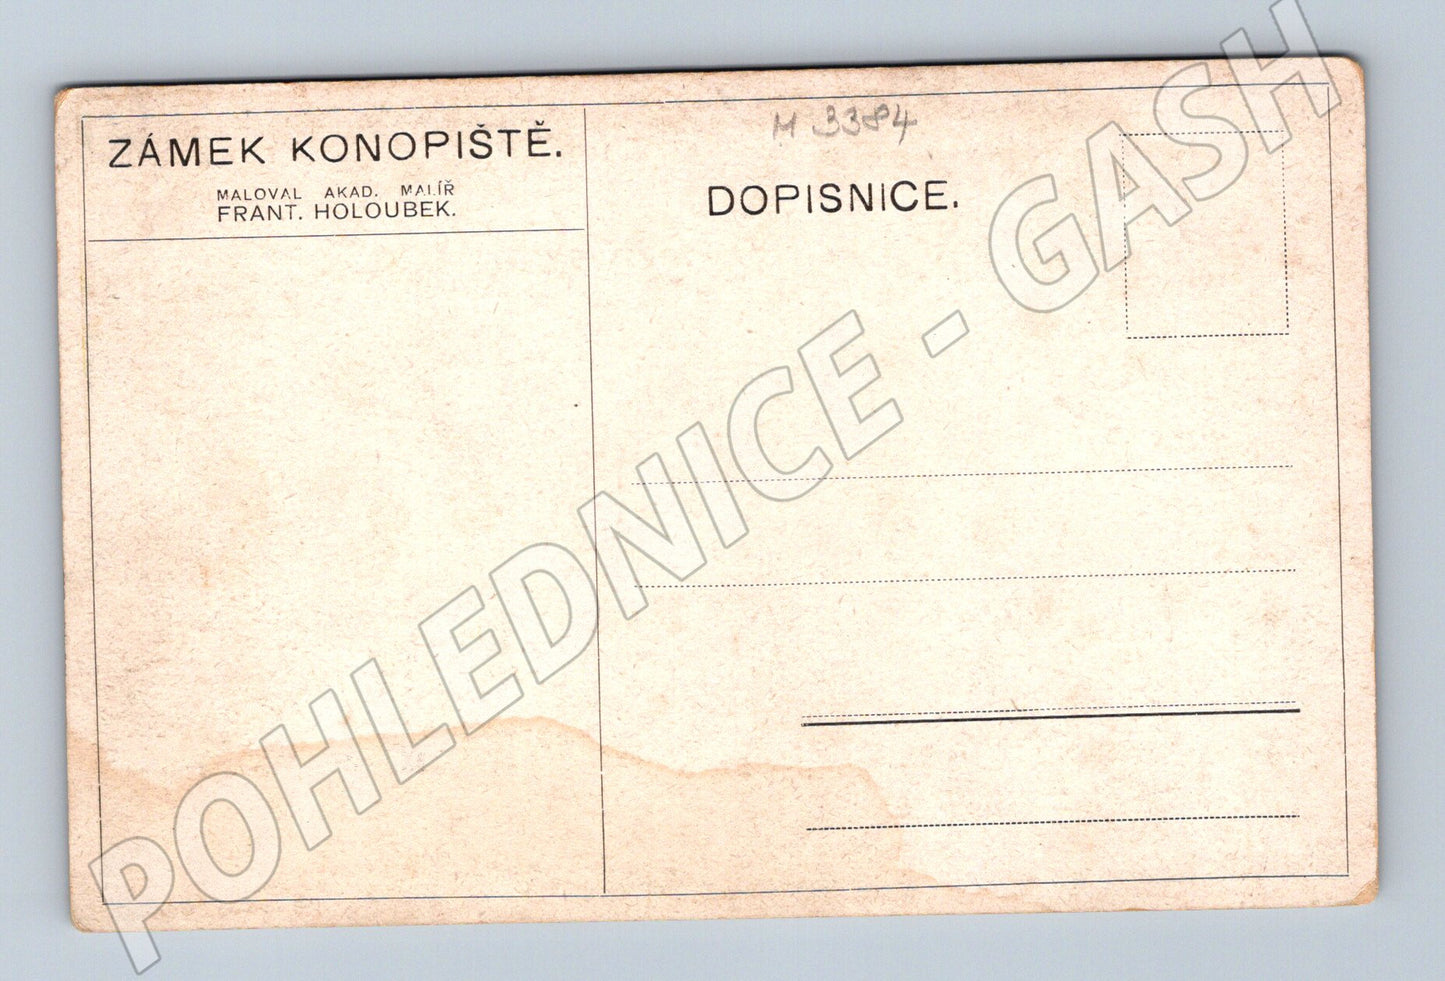 ZÁMEK KONOPIŠTĚ.
MALOVAL AKAD. MALÍŘ
FRANT. HOLOUBEK.
M 3384
DOPISNICE.
POHLEDNICE - GASH